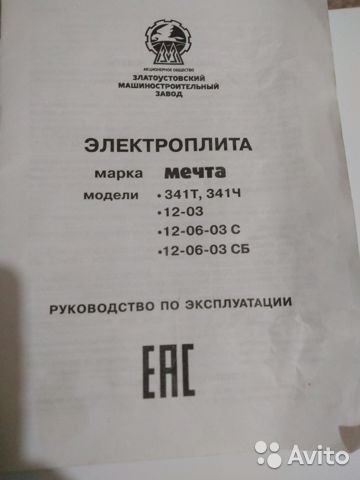 АКЦИОНЕРНОЕ ОБЩЕСТВО
ЗЛАТОУСТОВСКИЙ
МАШИНОСТРОИТЕЛЬНЫЙ
ЗАВОД
ЭЛЕКТРОПЛИТА
марка мечта
модели • 341Т, 341Ч
• 12-03
• 12-06-03 С
• 12-06-03 СБ
РУКОВОДСТВО ПО ЭКСПЛУАТАЦИИ
ЕАС
Avito